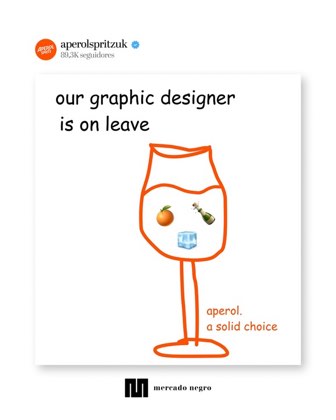 aperolspritzuk
89,3K seguidores
our graphic designer
is on leave
aperol.
a solid choice
mercado negro